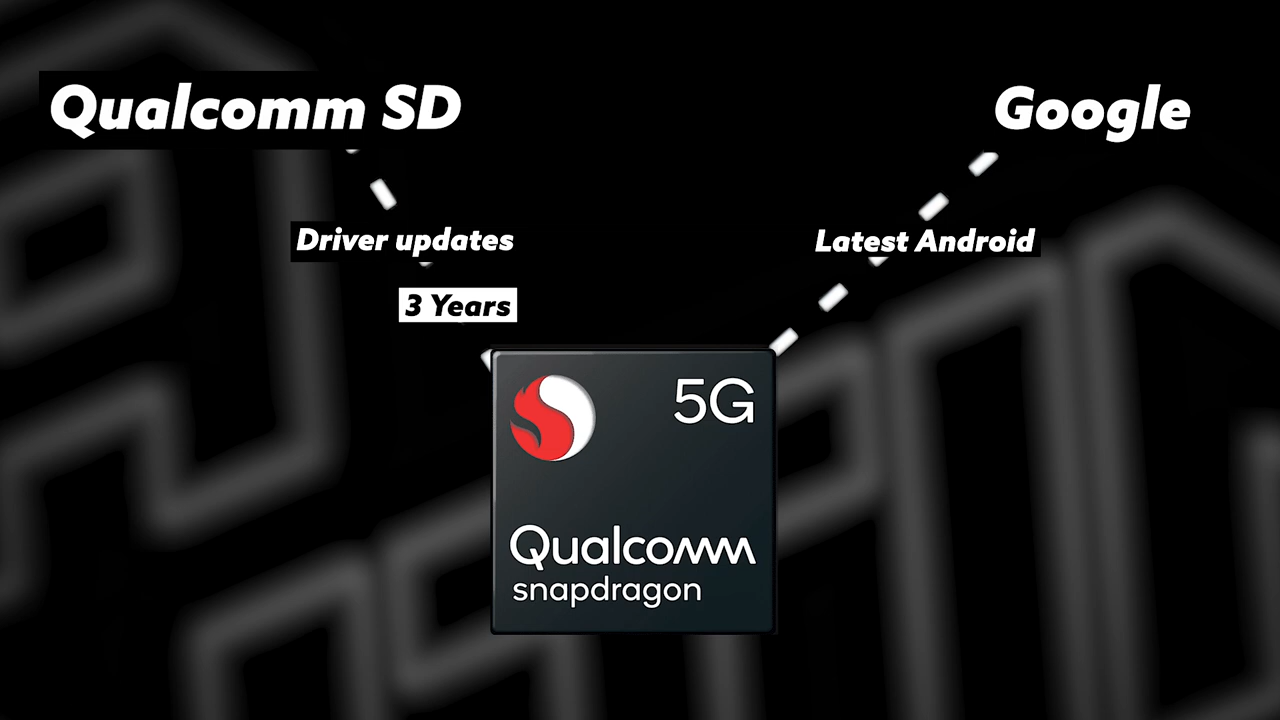 Qualcomm SD
Google
Driver updates
Latest Android
3 Years
5G
Qualcomm
snapdragon